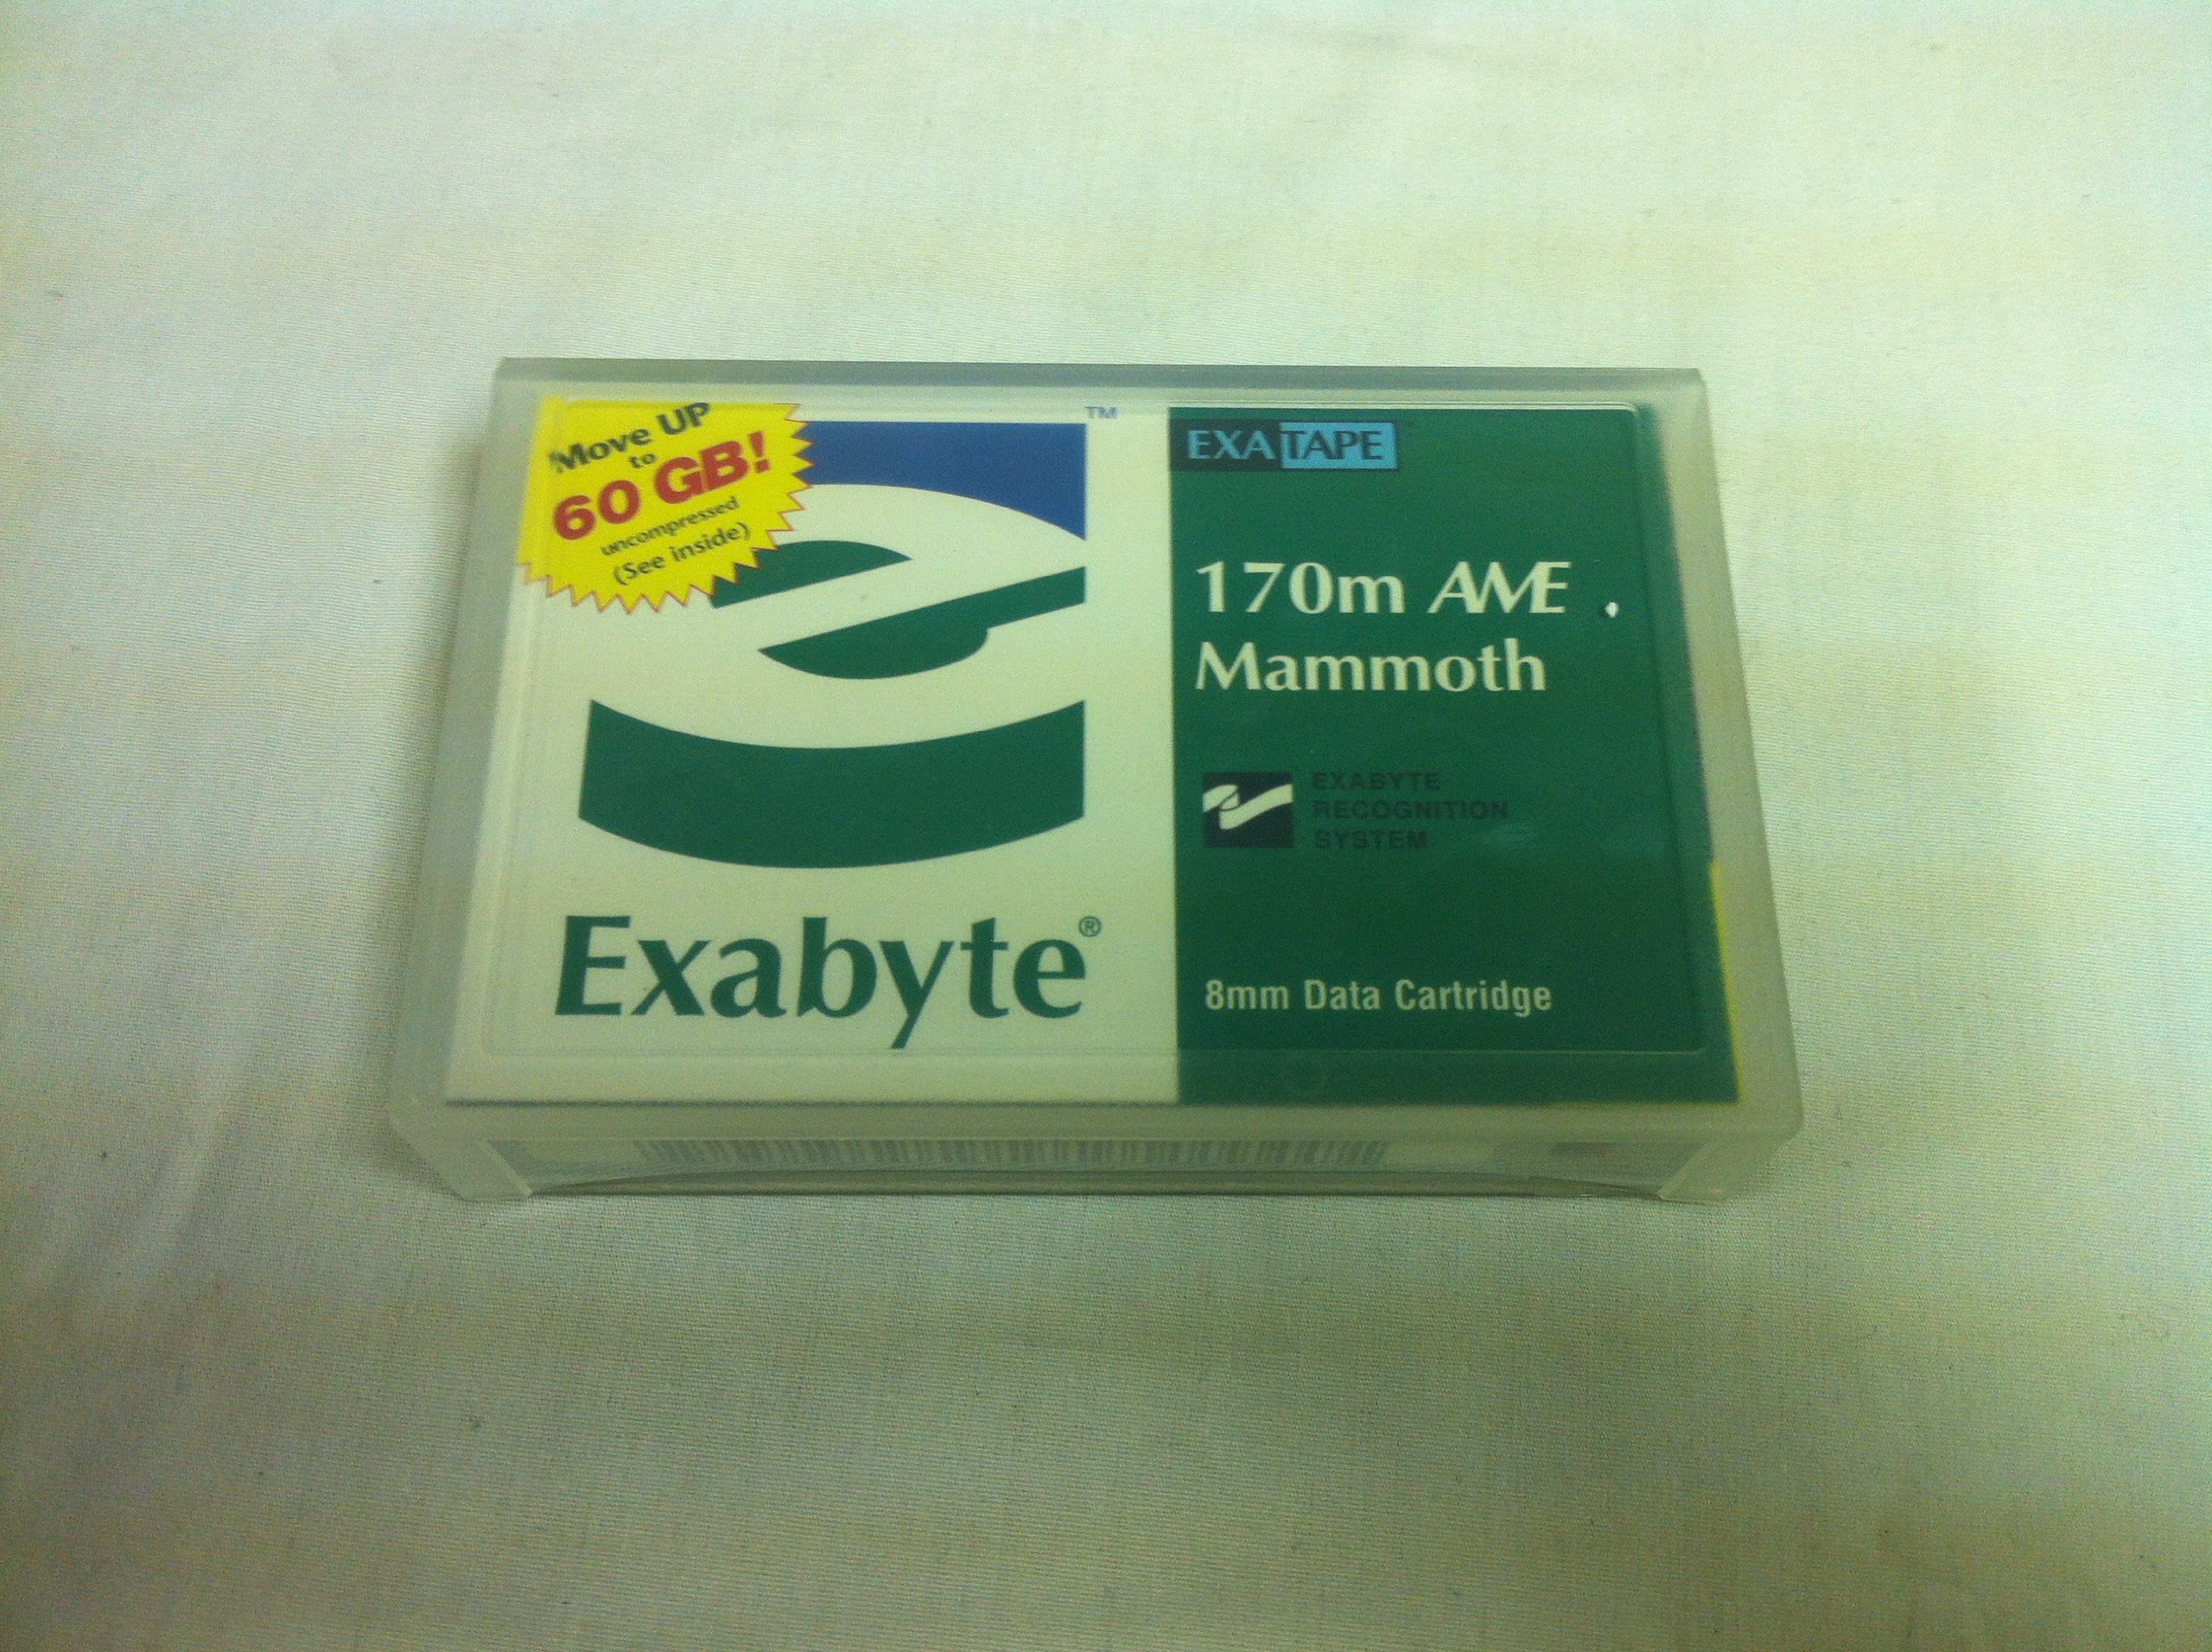 Move UP
to
60 GB!
uncompressed
(See inside)
TM
Exabyte®
EXATAPE
170m AME
Mammoth
EXABYTE
RECOGNITION
SYSTEM
8mm Data Cartridge